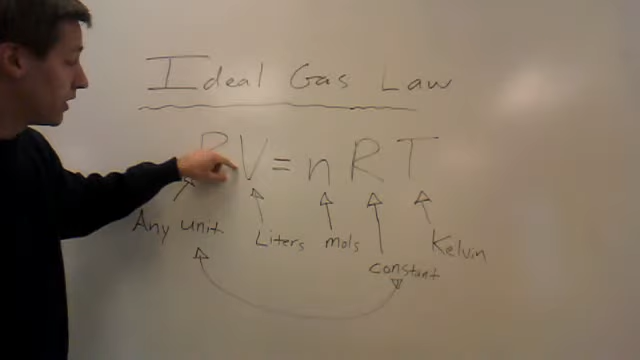 Ideal Gas Law
PV = nRT
Any unit
Liters
mols
constant
Kelvin